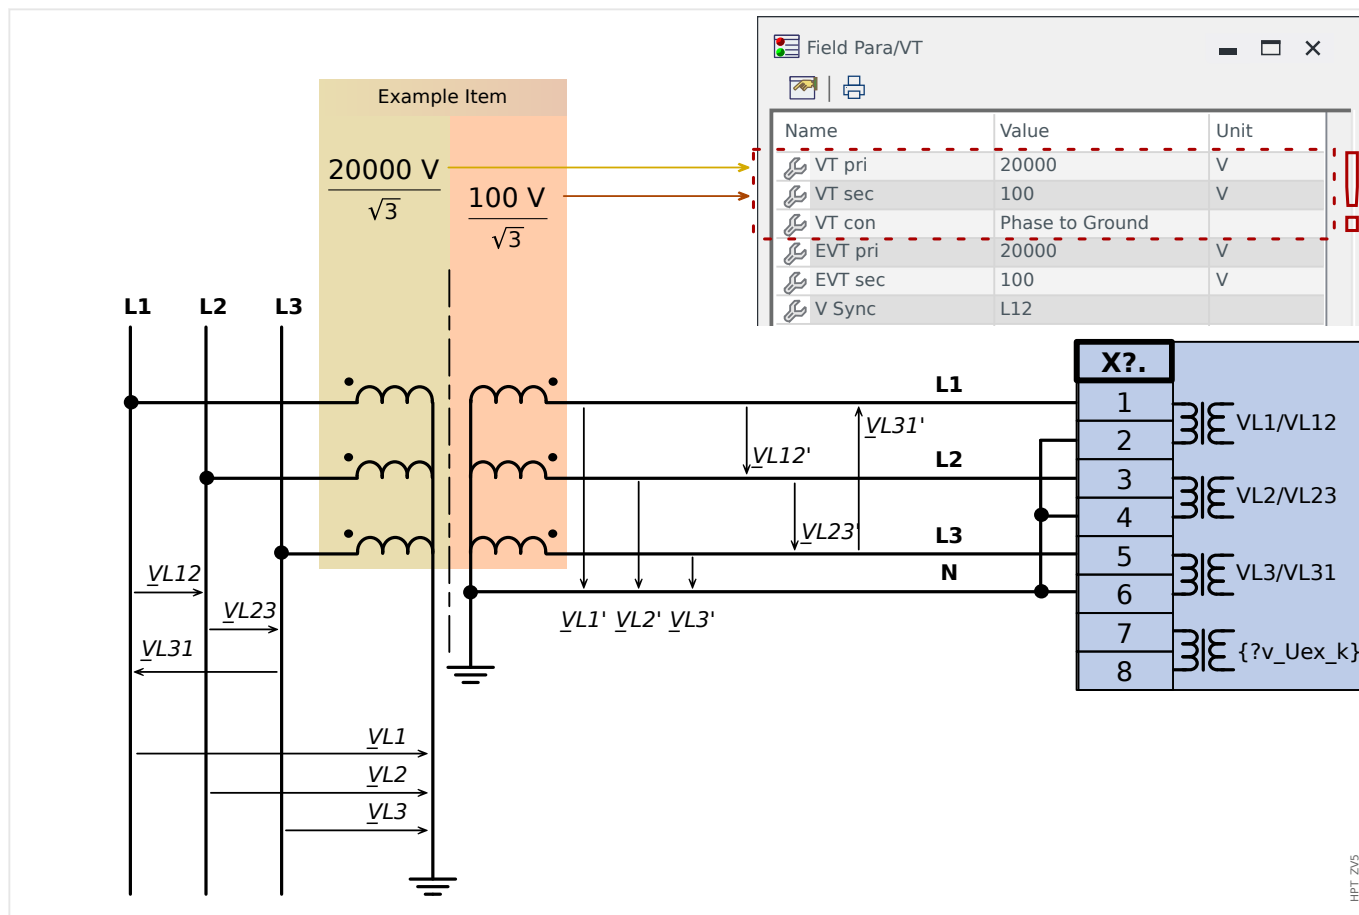 Field Para/VT
Name Value Unit
VT pri 20000 V
VT sec 100 V
VT con Phase to Ground
EVT pri 20000 V
EVT sec 100 V
V Sync L12
Example Item
20000 V
√3
100 V
√3
L1 L2 L3
X?.
L1
L2
L3
N
1
2
3
4
5
6
7
8
VL1/VL12
VL2/VL23
VL3/VL31
{?v_Uex_k}
VL31'
VL12'
VL23'
VL1' VL2' VL3'
VL12
VL23
VL31
VL1
VL2
VL3
HPT_ZV5